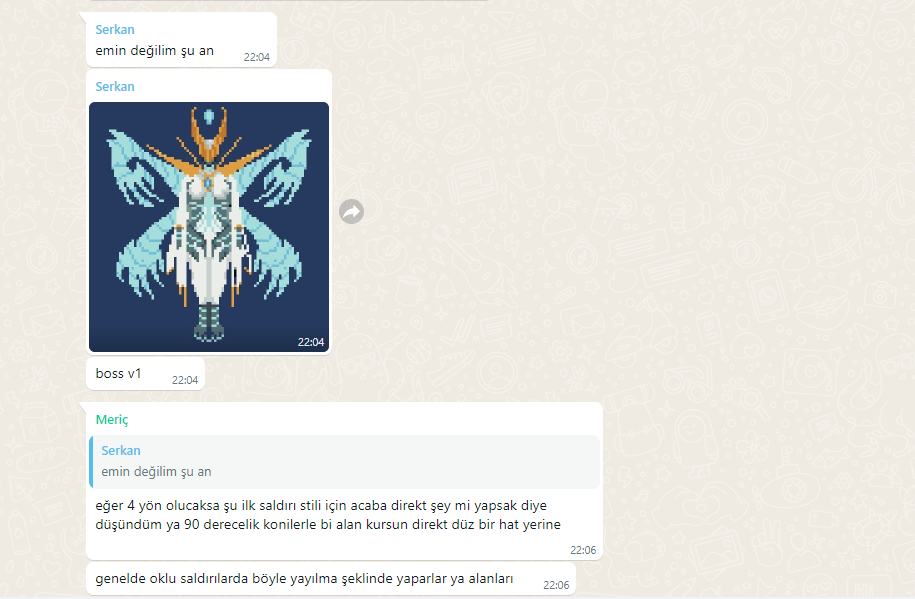 Serkan
emin değilim şu an
22:04
Serkan
22:04
boss v1
22:04
Meriç
Serkan
emin değilim şu an
eğer 4 yön olucaksa şu ilk saldırı stili için acaba direkt şey mi yapsak diye
düşündüm ya 90 derecelik konilerle bi alan kursun direkt düz bir hat yerine
22:06
genelde oklu saldırılarda böyle yayılma şeklinde yaparlar ya alanları
22:06